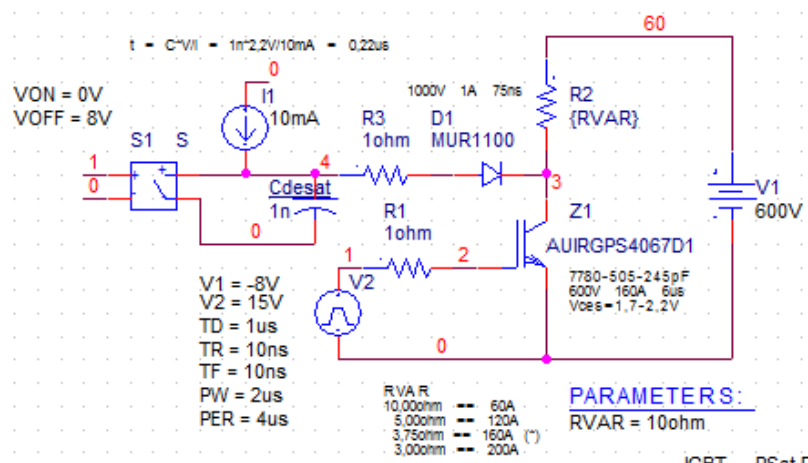 t = C*V/I = 1n*2,2V/10mA = 0,22us
60
0
VON = 0V
VOFF = 8V
I1
10mA
1000V 1A 75ns
R2
{RVAR}
S1 S
R3
1ohm
D1
MUR1100
1
0
4
3
Cdesat
1n
V1
600V
R1
1ohm
Z1
0
1
2
AUIRGPS4067D1
V2
7780-505-245pF
600V 160A 6us
Vces=1,7-2,2V
V1 = -8V
V2 = 15V
TD = 1us
TR = 10ns
TF = 10ns
PW = 2us
PER = 4us
0
RVAR
10,00ohm == 60A
5,00ohm == 120A
3,75ohm == 160A (*)
3,00ohm == 200A
PARAMETERS:
RVAR = 10ohm